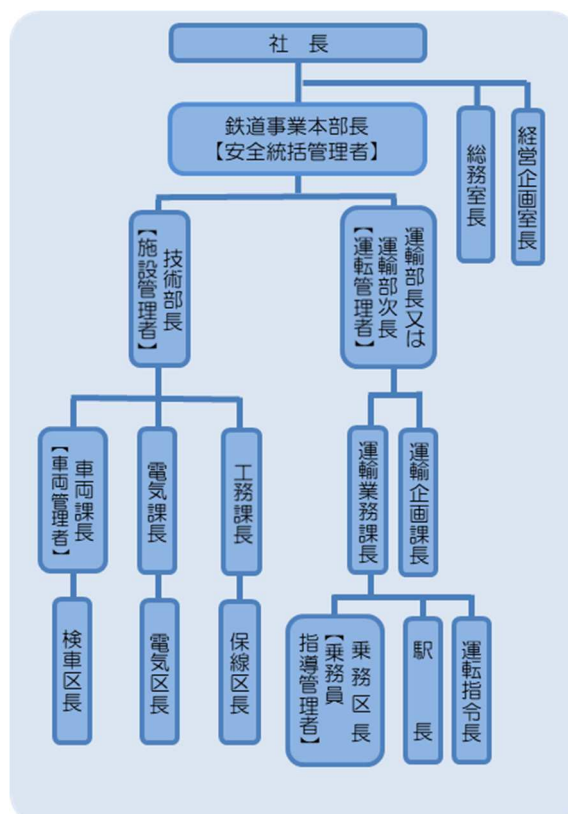 社　長
鉄道事業本部長
【安全統括管理者】
経営企画室長
総務室長
運輸部長又は
運輸部次長
【運転管理者】
技術部長
【施設管理者】
運輸企画課長
運輸業務課長
工務課長
電気課長
車両課長
【車両管理者】
運転指令長
駅　長
乗務区長
【乗務員
指導管理者】
保線区長
電気区長
検車区長